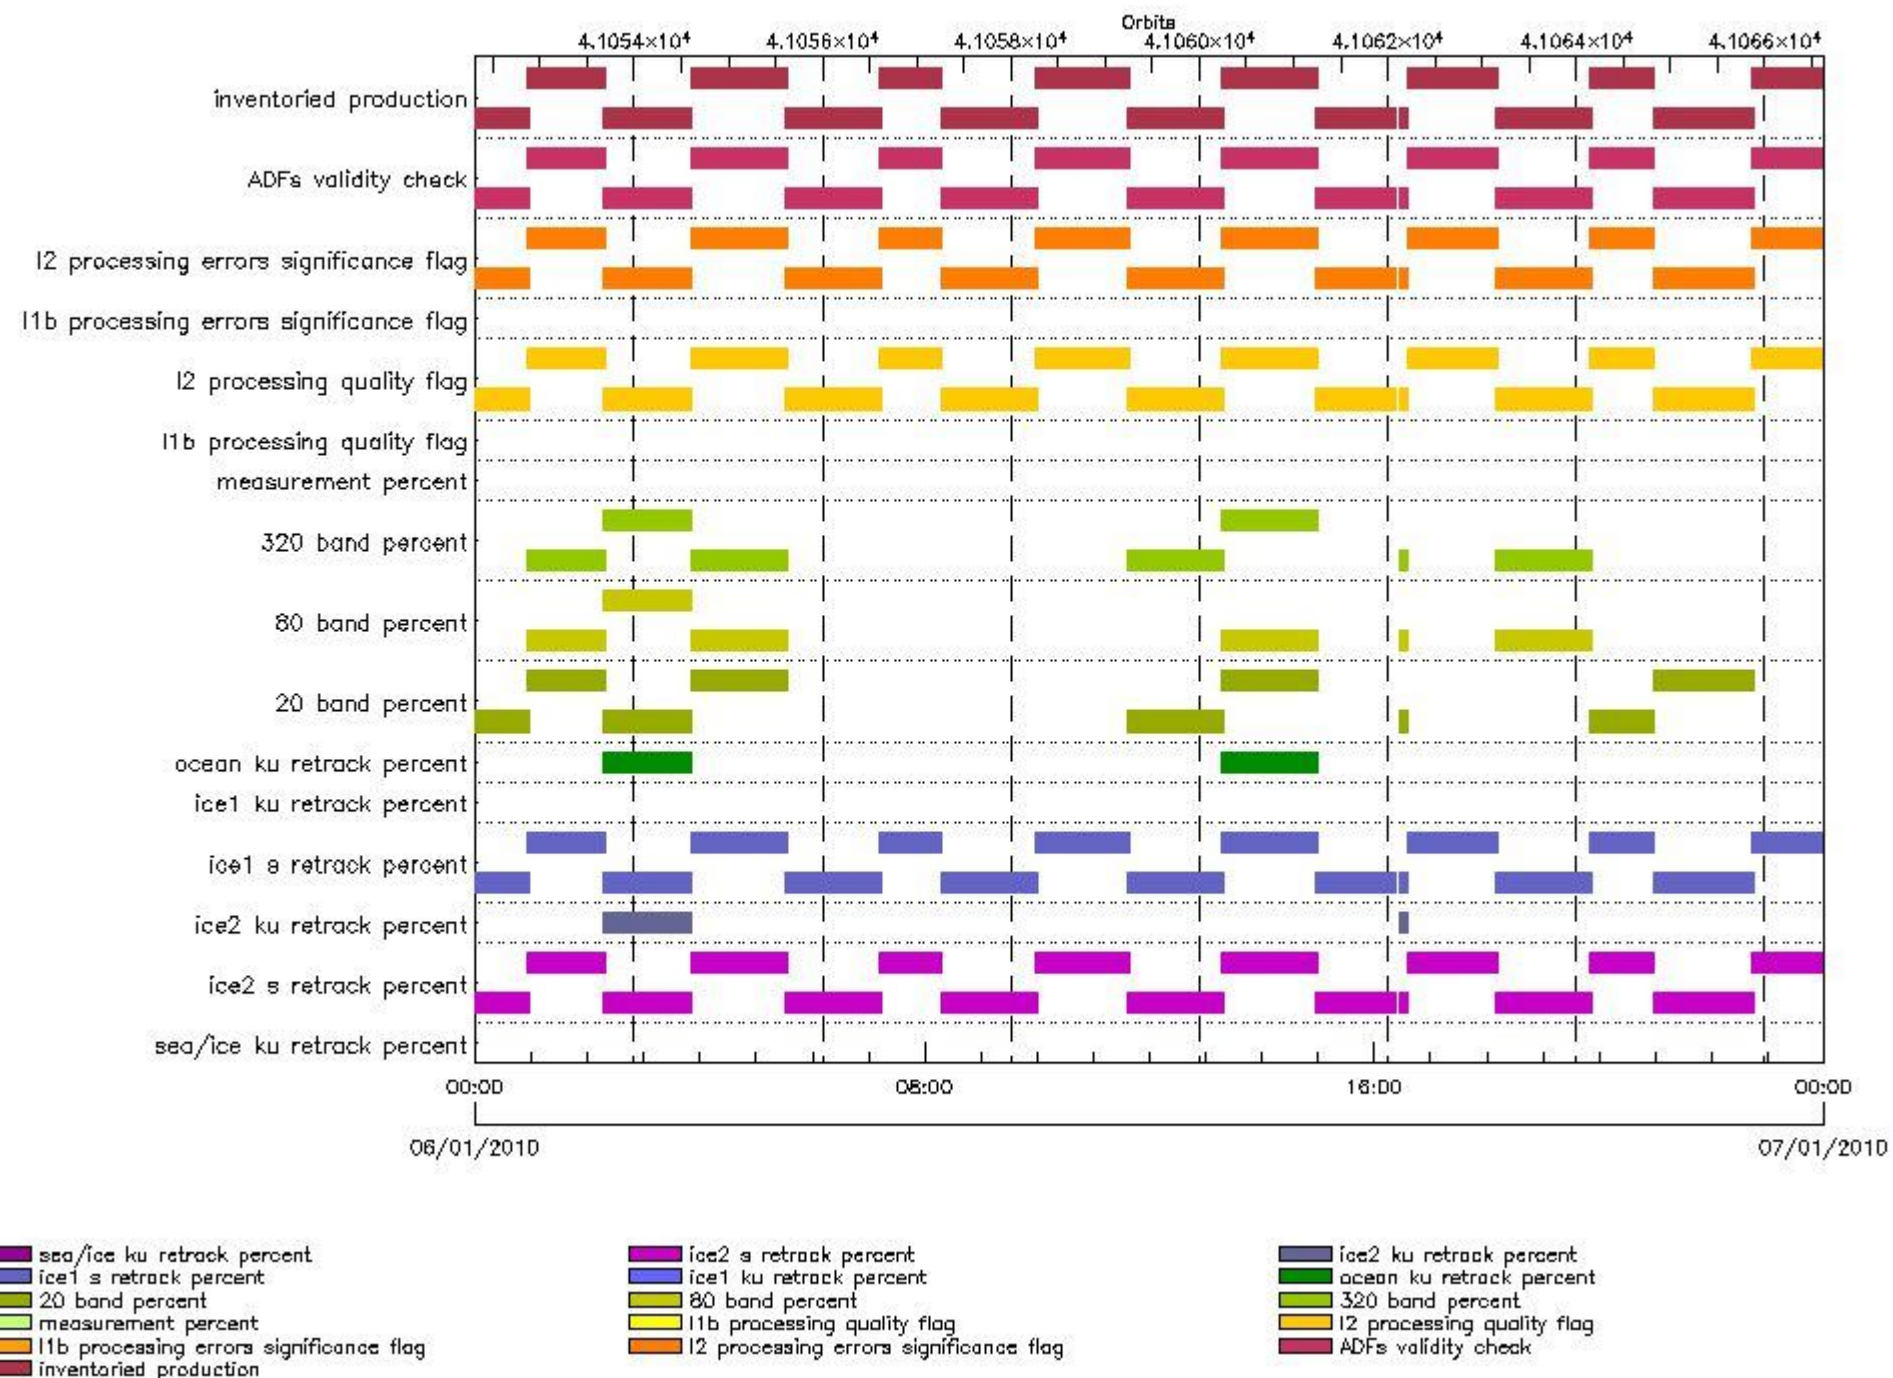 Orbits
4.1054×10⁴ 4.1056×10⁴ 4.1058×10⁴ 4.1060×10⁴ 4.1062×10⁴ 4.1064×10⁴ 4.1066×10⁴
inventoried production
ADFs validity check
l2 processing errors significance flag
l1b processing errors significance flag
l2 processing quality flag
l1b processing quality flag
measurement percent
320 band percent
80 band percent
20 band percent
ocean ku retrack percent
ice1 ku retrack percent
ice1 s retrack percent
ice2 ku retrack percent
ice2 s retrack percent
sea/ice ku retrack percent
00:00 08:00 16:00 00:00
06/01/2010 07/01/2010
sea/ice ku retrack percent ice2 s retrack percent ice2 ku retrack percent
ice1 s retrack percent ice1 ku retrack percent ocean ku retrack percent
20 band percent 80 band percent 320 band percent
measurement percent l1b processing quality flag l2 processing quality flag
l1b processing errors significance flag l2 processing errors significance flag ADFs validity check
inventoried production